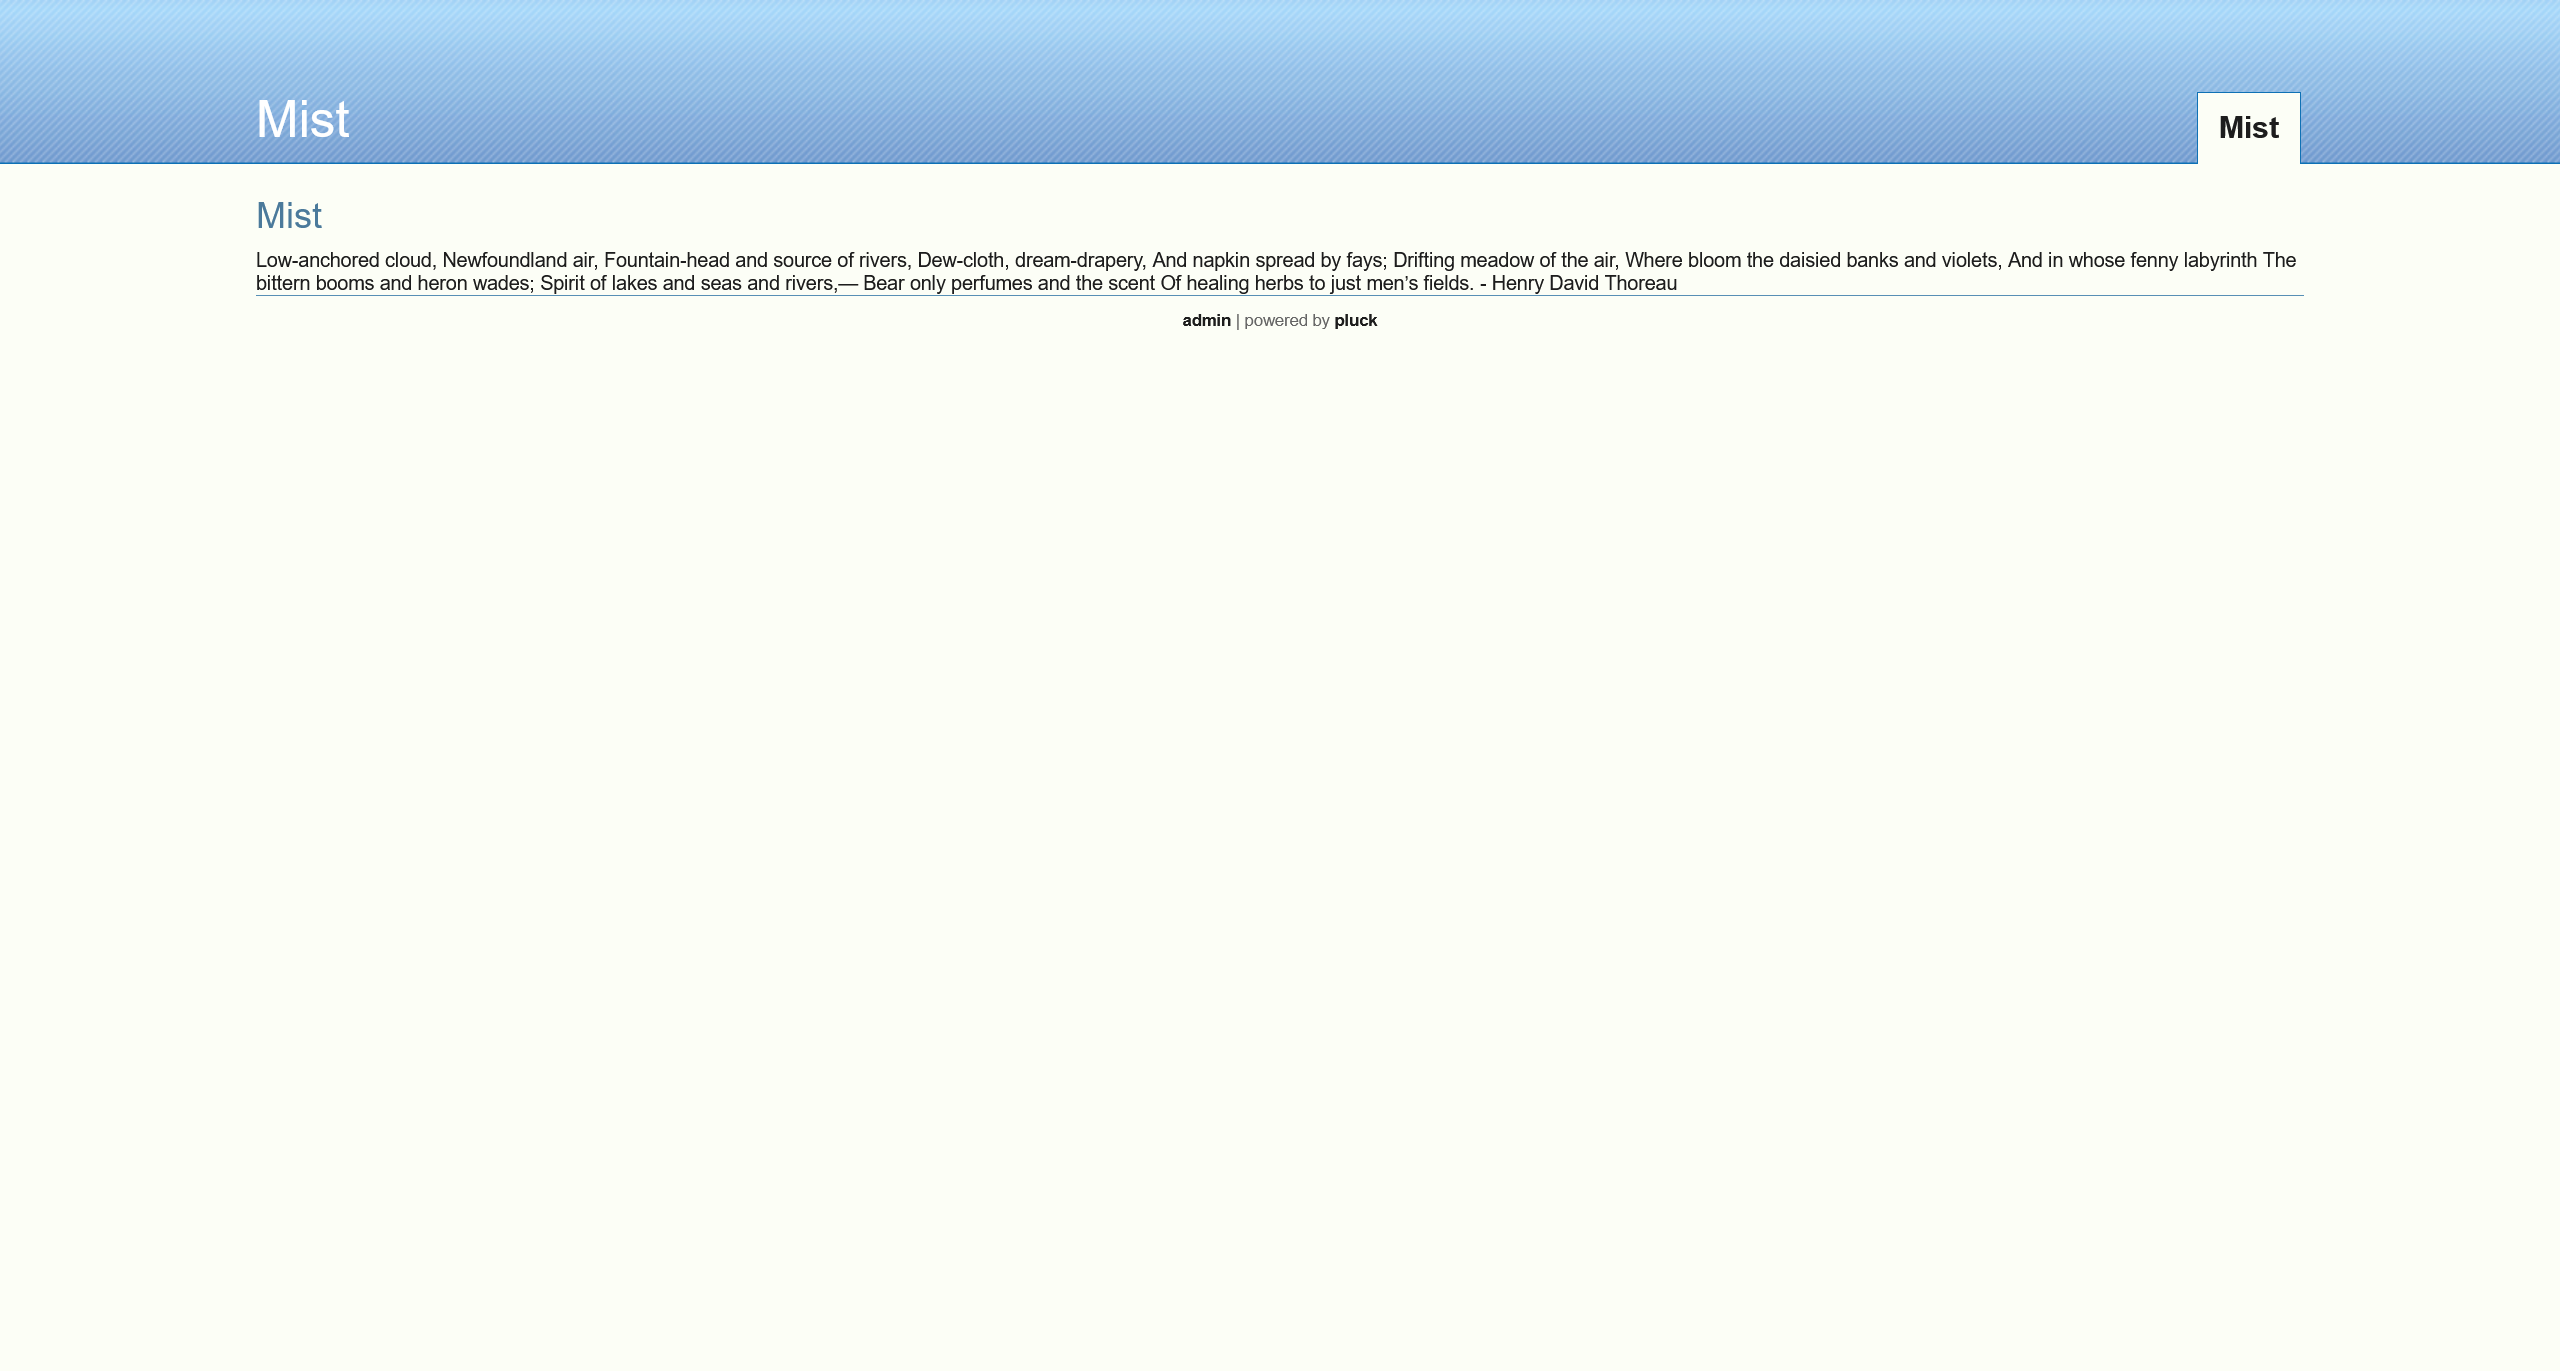 Mist
Mist
Mist
Low-anchored cloud, Newfoundland air, Fountain-head and source of rivers, Dew-cloth, dream-drapery, And napkin spread by fays; Drifting meadow of the air, Where bloom the daisied banks and violets, And in whose fenny labyrinth The
bittern booms and heron wades; Spirit of lakes and seas and rivers,— Bear only perfumes and the scent Of healing herbs to just men’s fields. - Henry David Thoreau
admin | powered by pluck